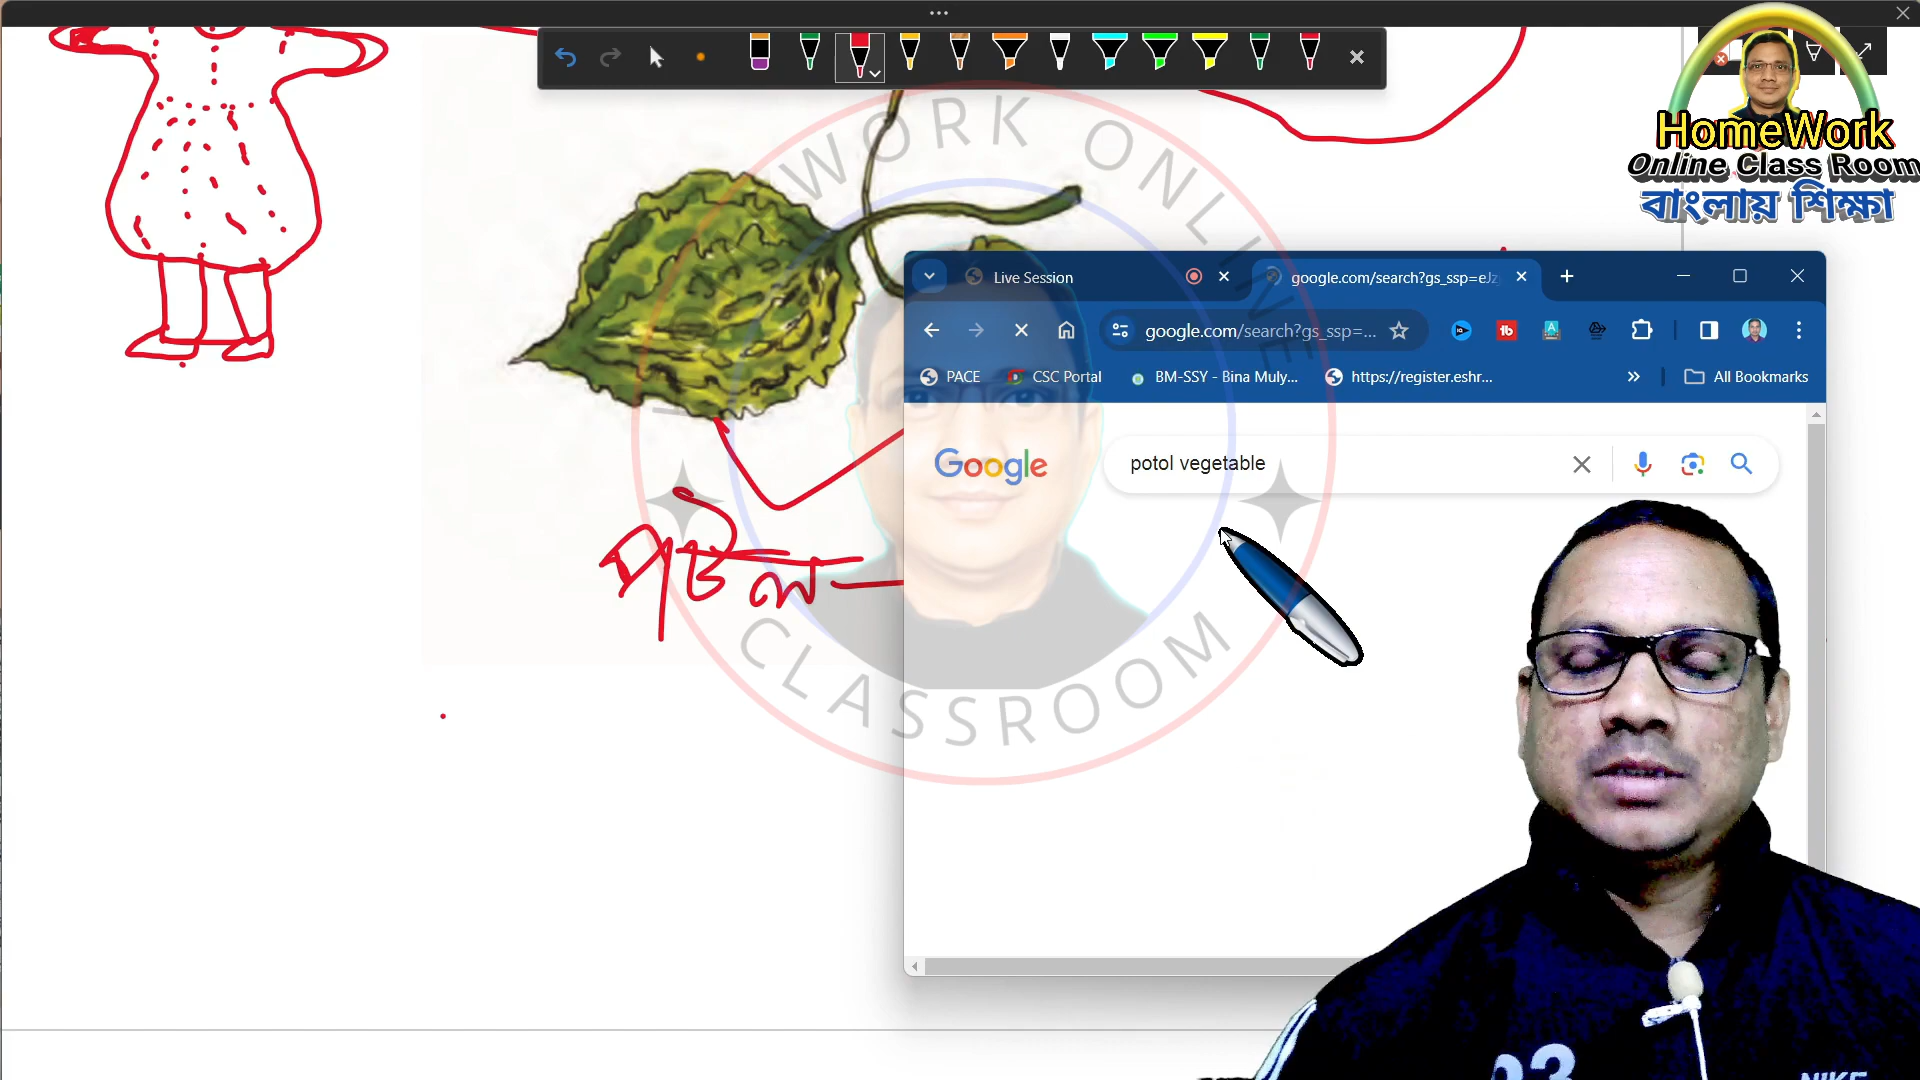 HomeWork
Online Class Room
বাংলায় শিক্ষা
WORK ONLINE
CLASSROOM
Live Session
google.com/search?gs_ssp=eJz
google.com/search?gs_ssp=...
PACE
CSC Portal
BM-SSY - Bina Muly...
https://register.eshr...
All Bookmarks
Google
potol vegetable
পটল
NIKE